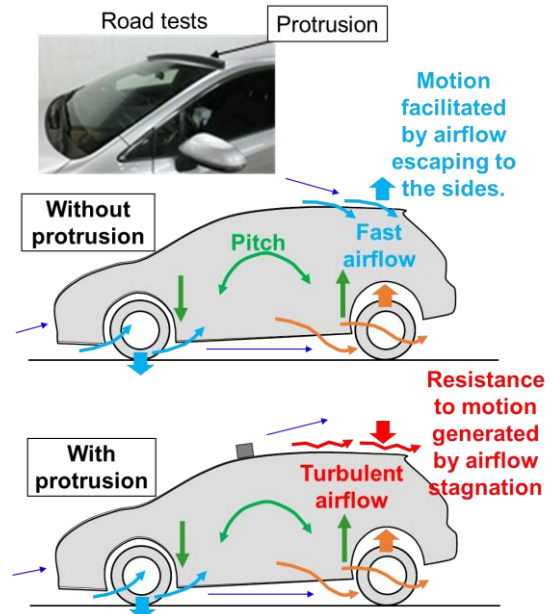 Road tests
Protrusion
Motion
facilitated
by airflow
escaping to
the sides.
Without
protrusion
Pitch
Fast
airflow
Resistance
to motion
generated
by airflow
stagnation
With
protrusion
Turbulent
airflow